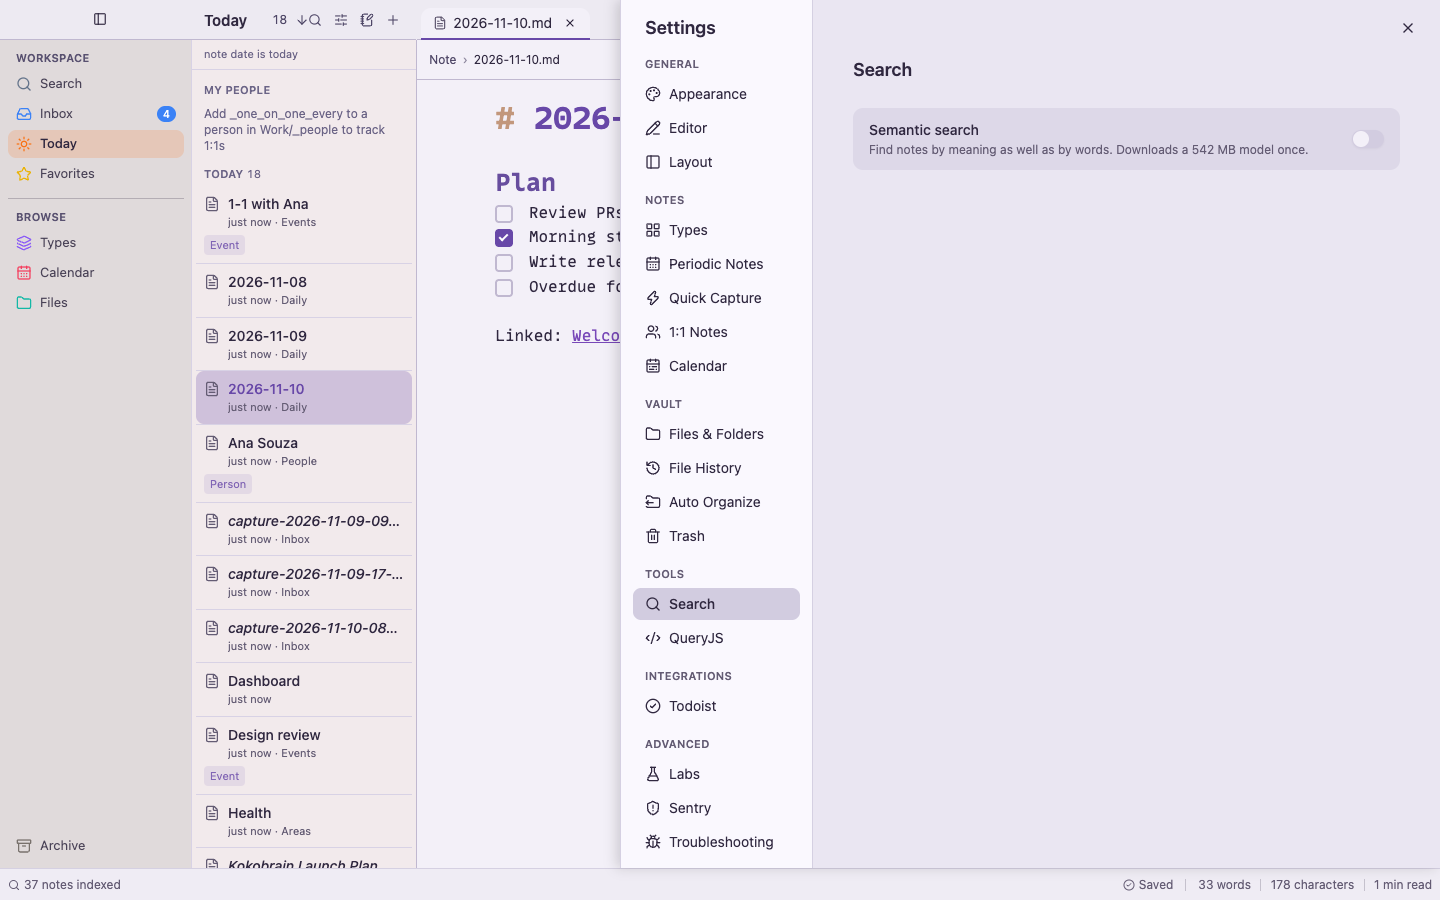 Today
18
2026-11-10.md
WORKSPACE
Search
Inbox
4
Today
Favorites
BROWSE
Types
Calendar
Files
Archive
note date is today
MY PEOPLE
Add _one_on_one_every to a
person in Work/_people to track
1:1s
TODAY 18
1-1 with Ana
just now · Events
Event
2026-11-08
just now · Daily
2026-11-09
just now · Daily
2026-11-10
just now · Daily
Ana Souza
just now · People
Person
capture-2026-11-09-09...
just now · Inbox
capture-2026-11-09-17-...
just now · Inbox
capture-2026-11-10-08...
just now · Inbox
Dashboard
just now
Design review
just now · Events
Event
Health
just now · Areas
Kokobrain Launch Plan
Note › 2026-11-10.md
# 2026-
Plan
Review PRs
Morning st
Write rele
Overdue fo
Linked: Welco
Settings
GENERAL
Appearance
Editor
Layout
NOTES
Types
Periodic Notes
Quick Capture
1:1 Notes
Calendar
VAULT
Files & Folders
File History
Auto Organize
Trash
TOOLS
Search
QueryJS
INTEGRATIONS
Todoist
ADVANCED
Labs
Sentry
Troubleshooting
Search
Semantic search
Find notes by meaning as well as by words. Downloads a 542 MB model once.
37 notes indexed
Saved
33 words
178 characters
1 min read